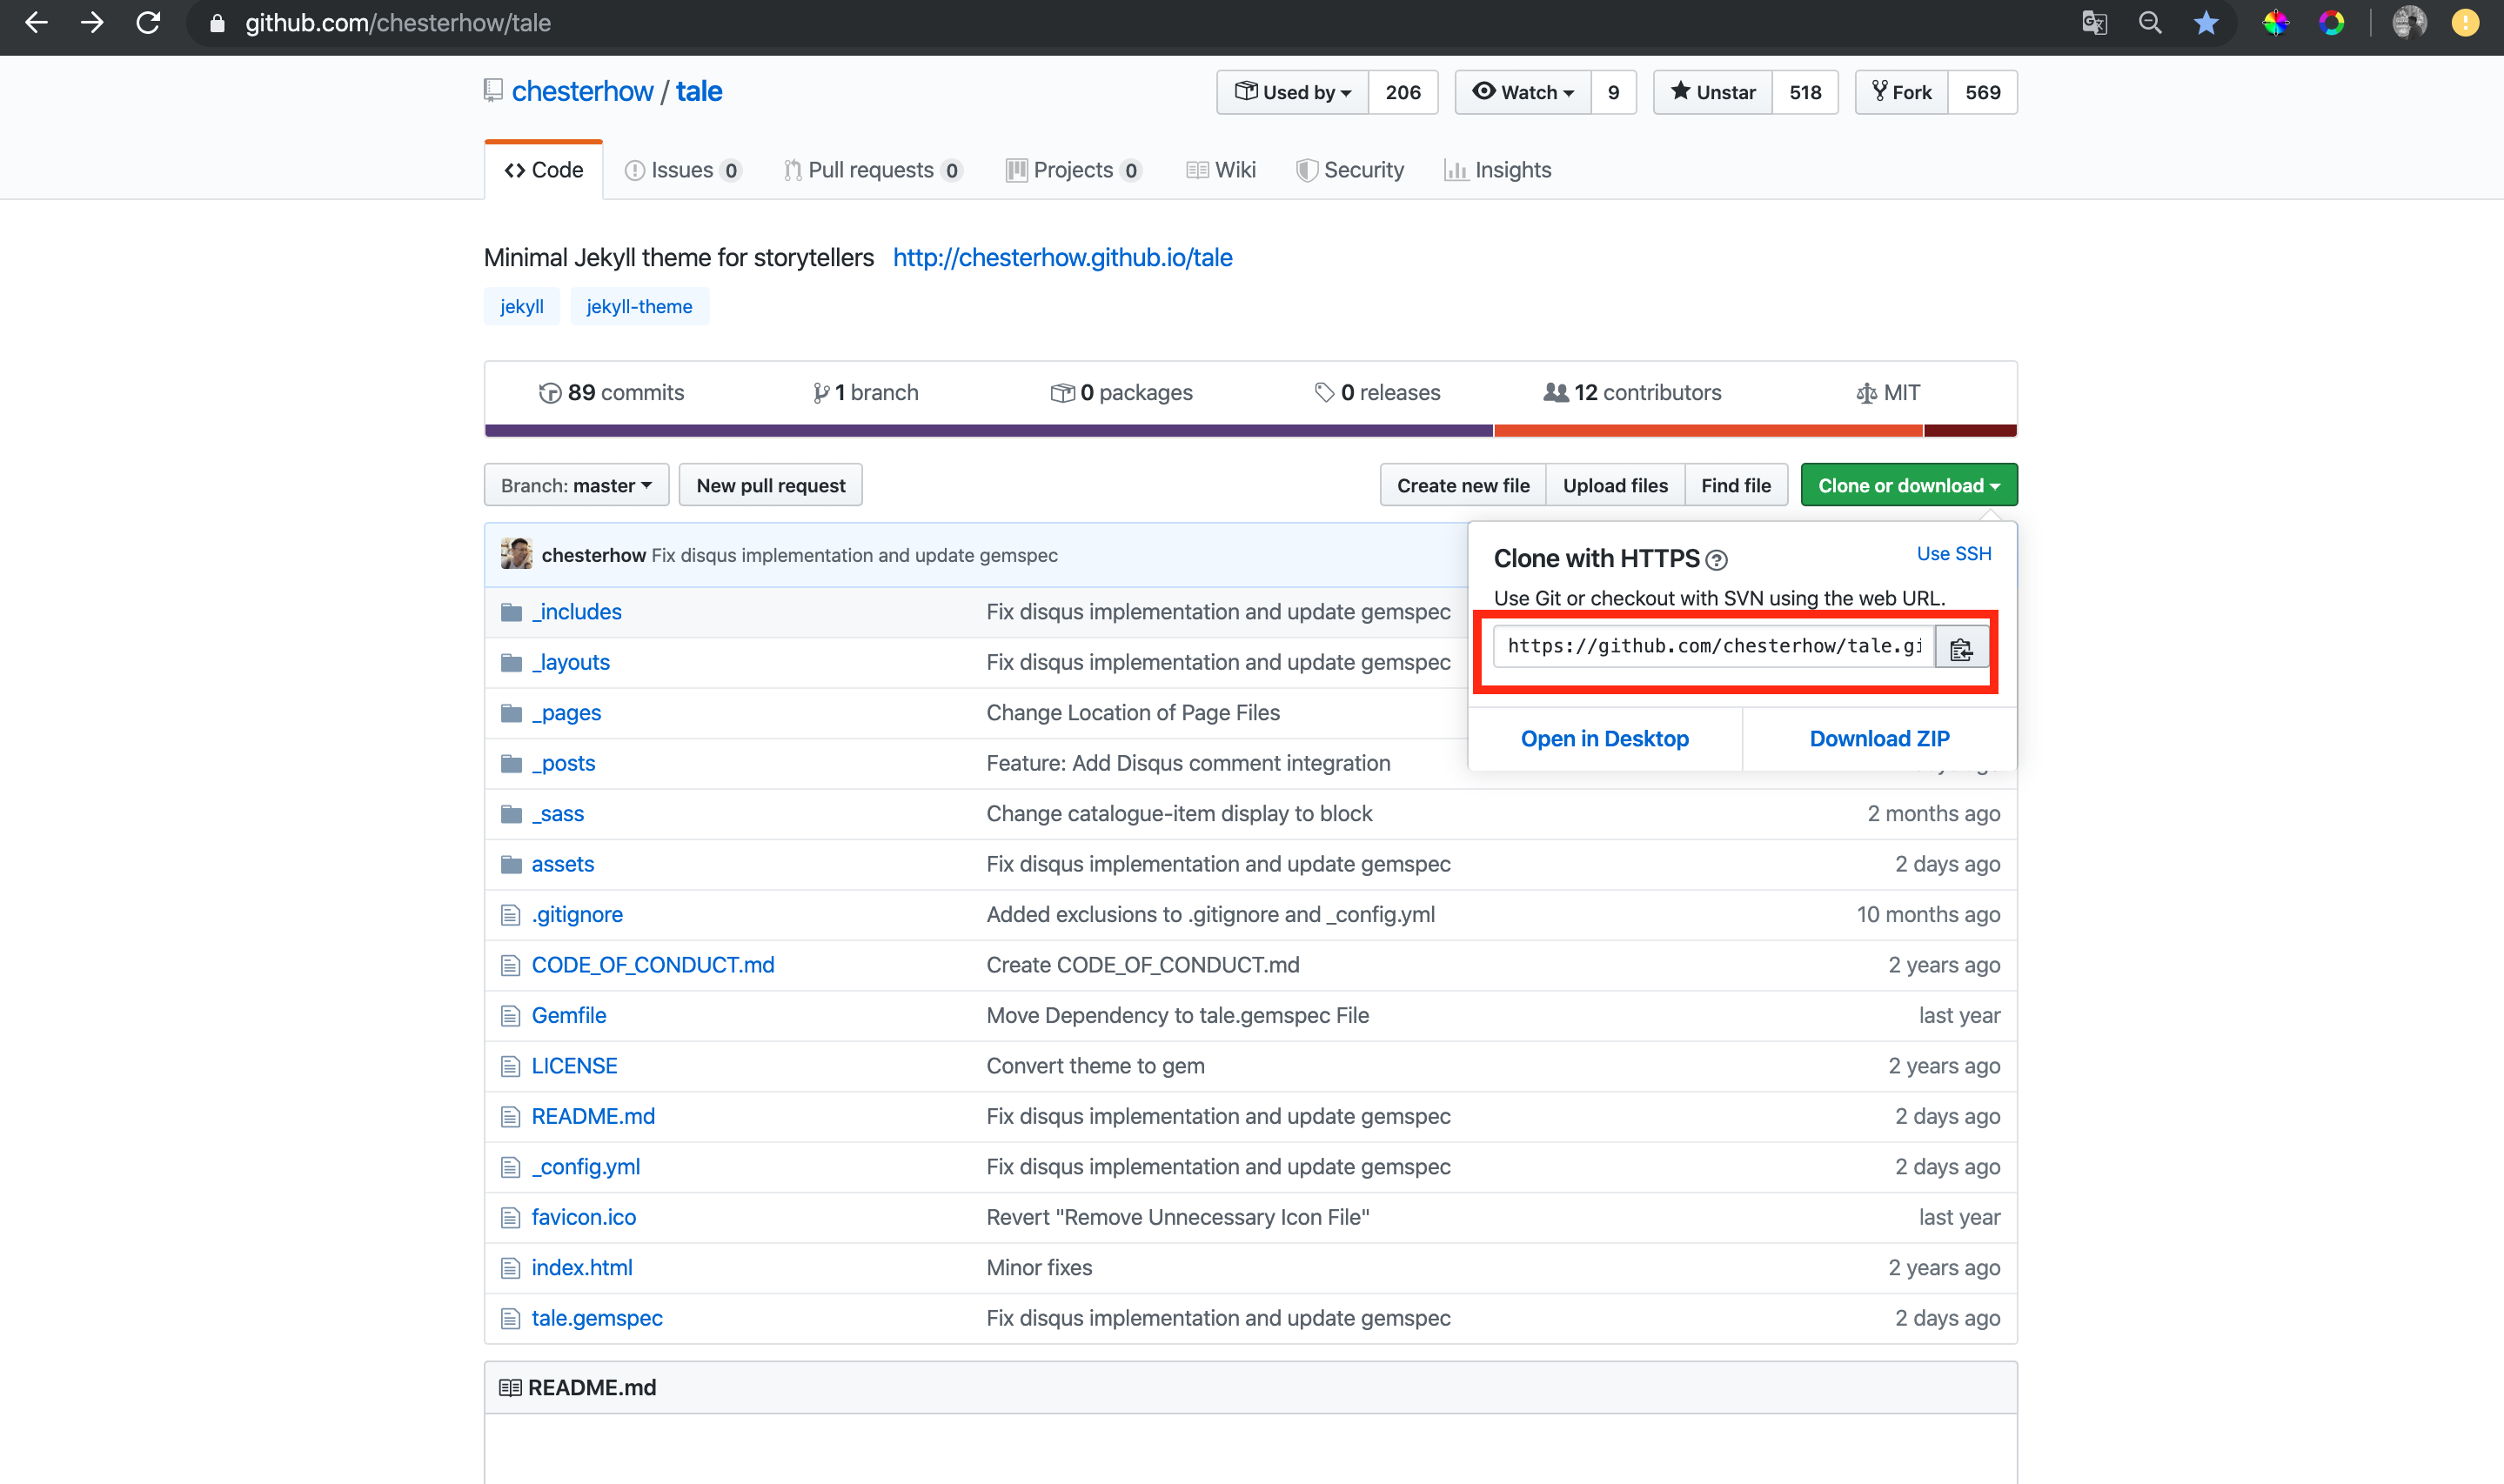 github.com/chesterhow/tale
chesterhow / tale
Used by 206
Watch 9
Unstar 518
Fork 569
Code
Issues 0
Pull requests 0
Projects 0
Wiki
Security
Insights
Minimal Jekyll theme for storytellers http://chesterhow.github.io/tale
jekyll jekyll-theme
89 commits
1 branch
0 packages
0 releases
12 contributors
MIT
Branch: master
New pull request
Create new file
Upload files
Find file
Clone or download
chesterhow Fix disqus implementation and update gemspec
Clone with HTTPS
Use SSH
Use Git or checkout with SVN using the web URL.
https://github.com/chesterhow/tale.gi
Open in Desktop
Download ZIP
_includes Fix disqus implementation and update gemspec
_layouts Fix disqus implementation and update gemspec
_pages Change Location of Page Files
_posts Feature: Add Disqus comment integration
_sass Change catalogue-item display to block 2 months ago
assets Fix disqus implementation and update gemspec 2 days ago
.gitignore Added exclusions to .gitignore and _config.yml 10 months ago
CODE_OF_CONDUCT.md Create CODE_OF_CONDUCT.md 2 years ago
Gemfile Move Dependency to tale.gemspec File last year
LICENSE Convert theme to gem 2 years ago
README.md Fix disqus implementation and update gemspec 2 days ago
_config.yml Fix disqus implementation and update gemspec 2 days ago
favicon.ico Revert "Remove Unnecessary Icon File" last year
index.html Minor fixes 2 years ago
tale.gemspec Fix disqus implementation and update gemspec 2 days ago
README.md